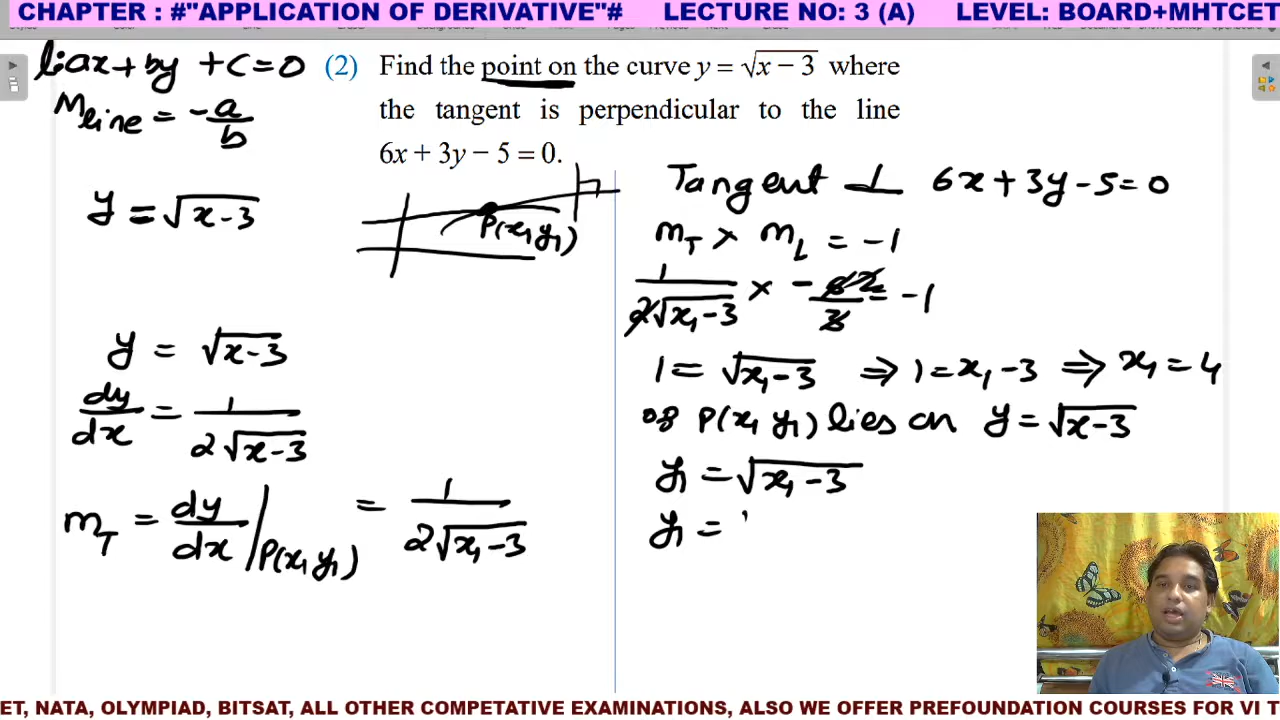 CHAPTER : #"APPLICATION OF DERIVATIVE"# LECTURE NO: 3 (A) LEVEL: BOARD+MHTCET
l: ax + by + c = 0
M line = -a/b
(2) Find the point on the curve y = √x − 3 where
the tangent is perpendicular to the line
6x + 3y − 5 = 0.
y = √x-3
P(x₁ y₁)
y = √x-3
dy/dx = 1/2√x-3
m_T = dy/dx |P(x₁ y₁) = 1/2√x₁-3
Tangent ⊥ 6x + 3y - 5 = 0
m_T × m_L = -1
1/2√x₁-3 × -6 2/3 = -1
1 = √x₁-3 ⇒ 1 = x₁-3 ⇒ x₁ = 4
P(x₁ y₁) lies on y = √x-3
y₁ = √x₁-3
y₁ =
ET, NATA, OLYMPIAD, BITSAT, ALL OTHER COMPETATIVE EXAMINATIONS, ALSO WE OFFER PREFOUNDATION COURSES FOR VI T